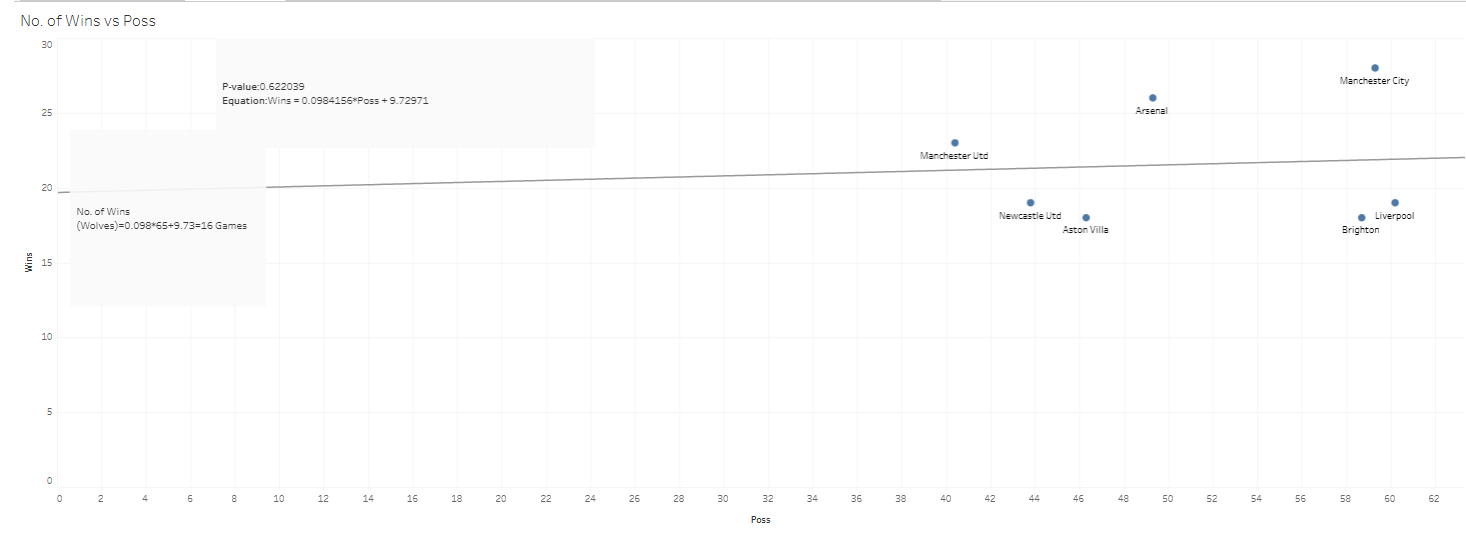 No. of Wins vs Poss
30
P-value:0.622039
Manchester City
Equation:Wins = 0.0984156*Poss + 9.72971
Arsenal
25
Manchester Utd
20
No. of Wins
(Wolves)=0.098*65+9.73=16 Games
Newcastle Utd
Liverpool
Aston Villa
Brighton
Wins
15
10
5
0
0 2 4 6 8 10 12 14 16 18 20 22 24 26 28 30 32 34 36 38 40 42 44 46 48 50 52 54 56 58 60 62
Poss